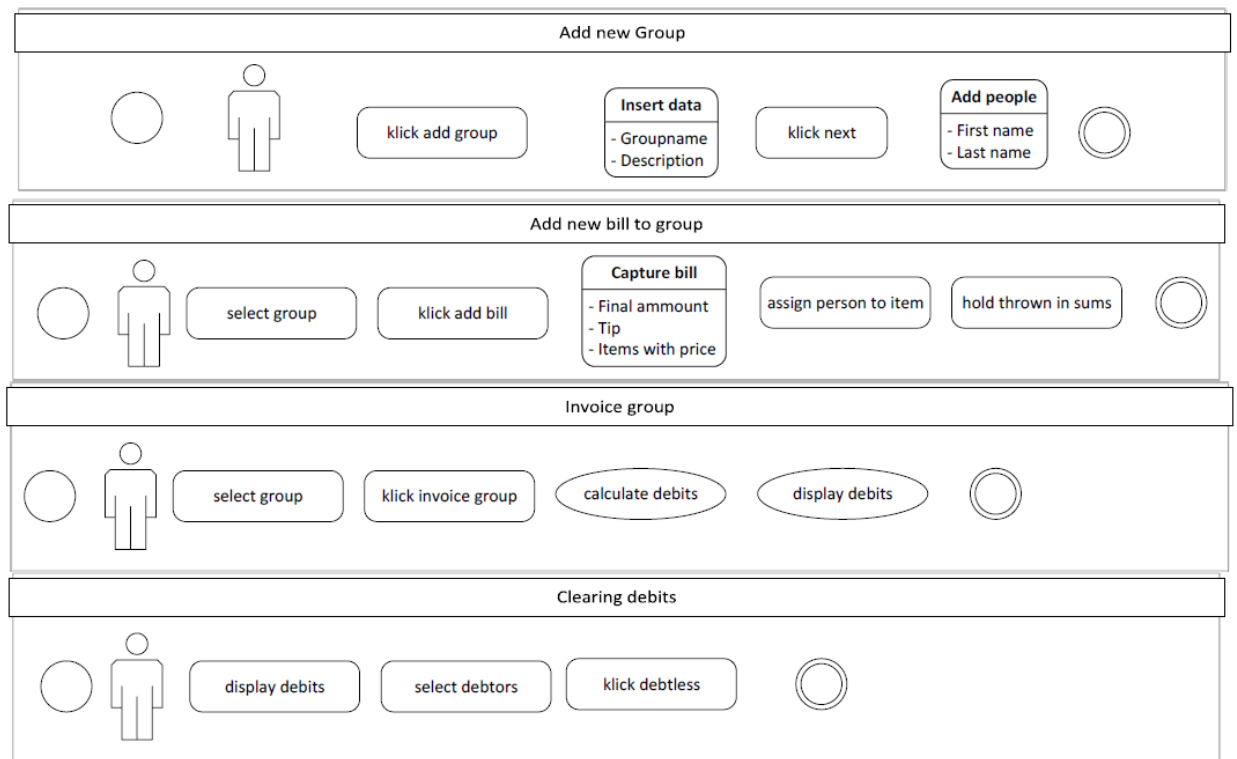 Add new Group
klick add group
Insert data
- Groupname
- Description
klick next
Add people
- First name
- Last name
Add new bill to group
select group
klick add bill
Capture bill
- Final ammount
- Tip
- Items with price
assign person to item
hold thrown in sums
Invoice group
select group
klick invoice group
calculate debits
display debits
Clearing debits
display debits
select debtors
klick debtless